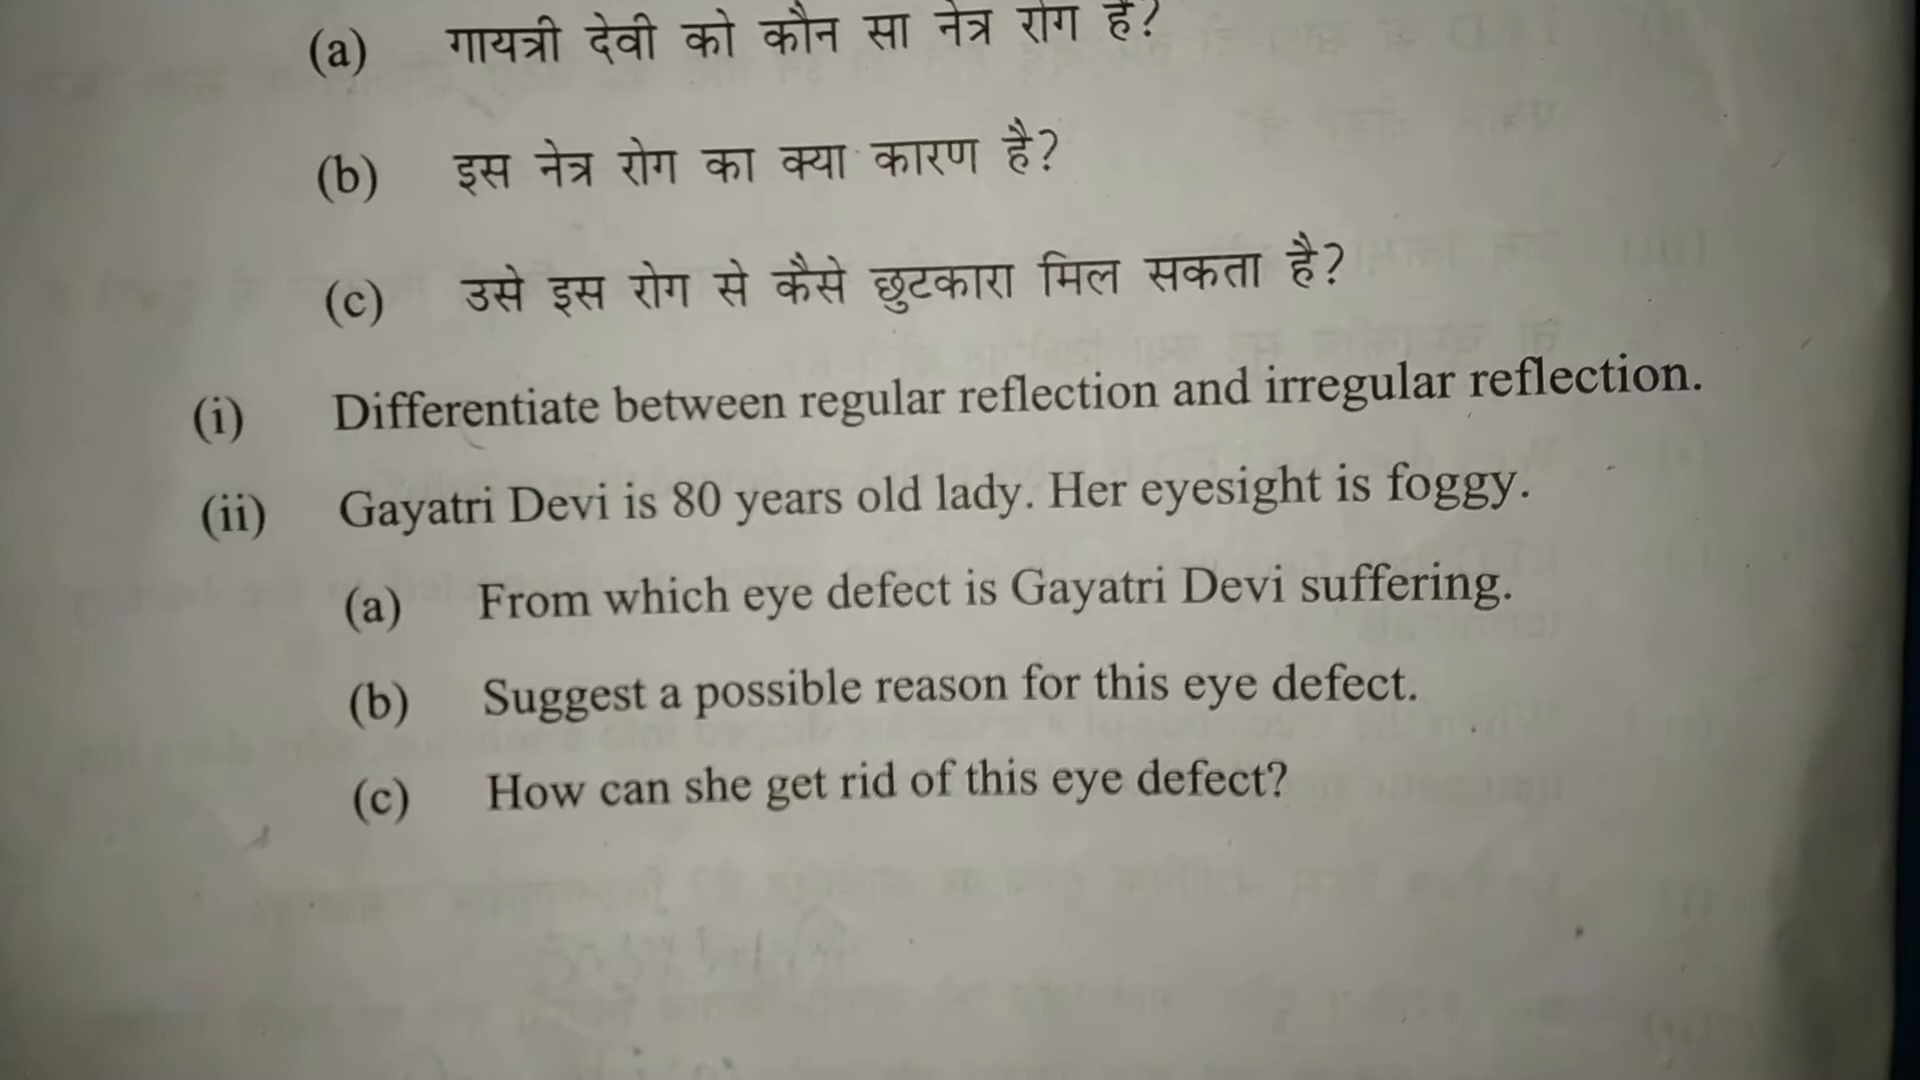 (a) गायत्री देवी को कौन सा नेत्र रोग है?
(b) इस नेत्र रोग का क्या कारण है?
(c) उसे इस रोग से कैसे छुटकारा मिल सकता है?
(i) Differentiate between regular reflection and irregular reflection.
(ii) Gayatri Devi is 80 years old lady. Her eyesight is foggy.
(a) From which eye defect is Gayatri Devi suffering.
(b) Suggest a possible reason for this eye defect.
(c) How can she get rid of this eye defect?